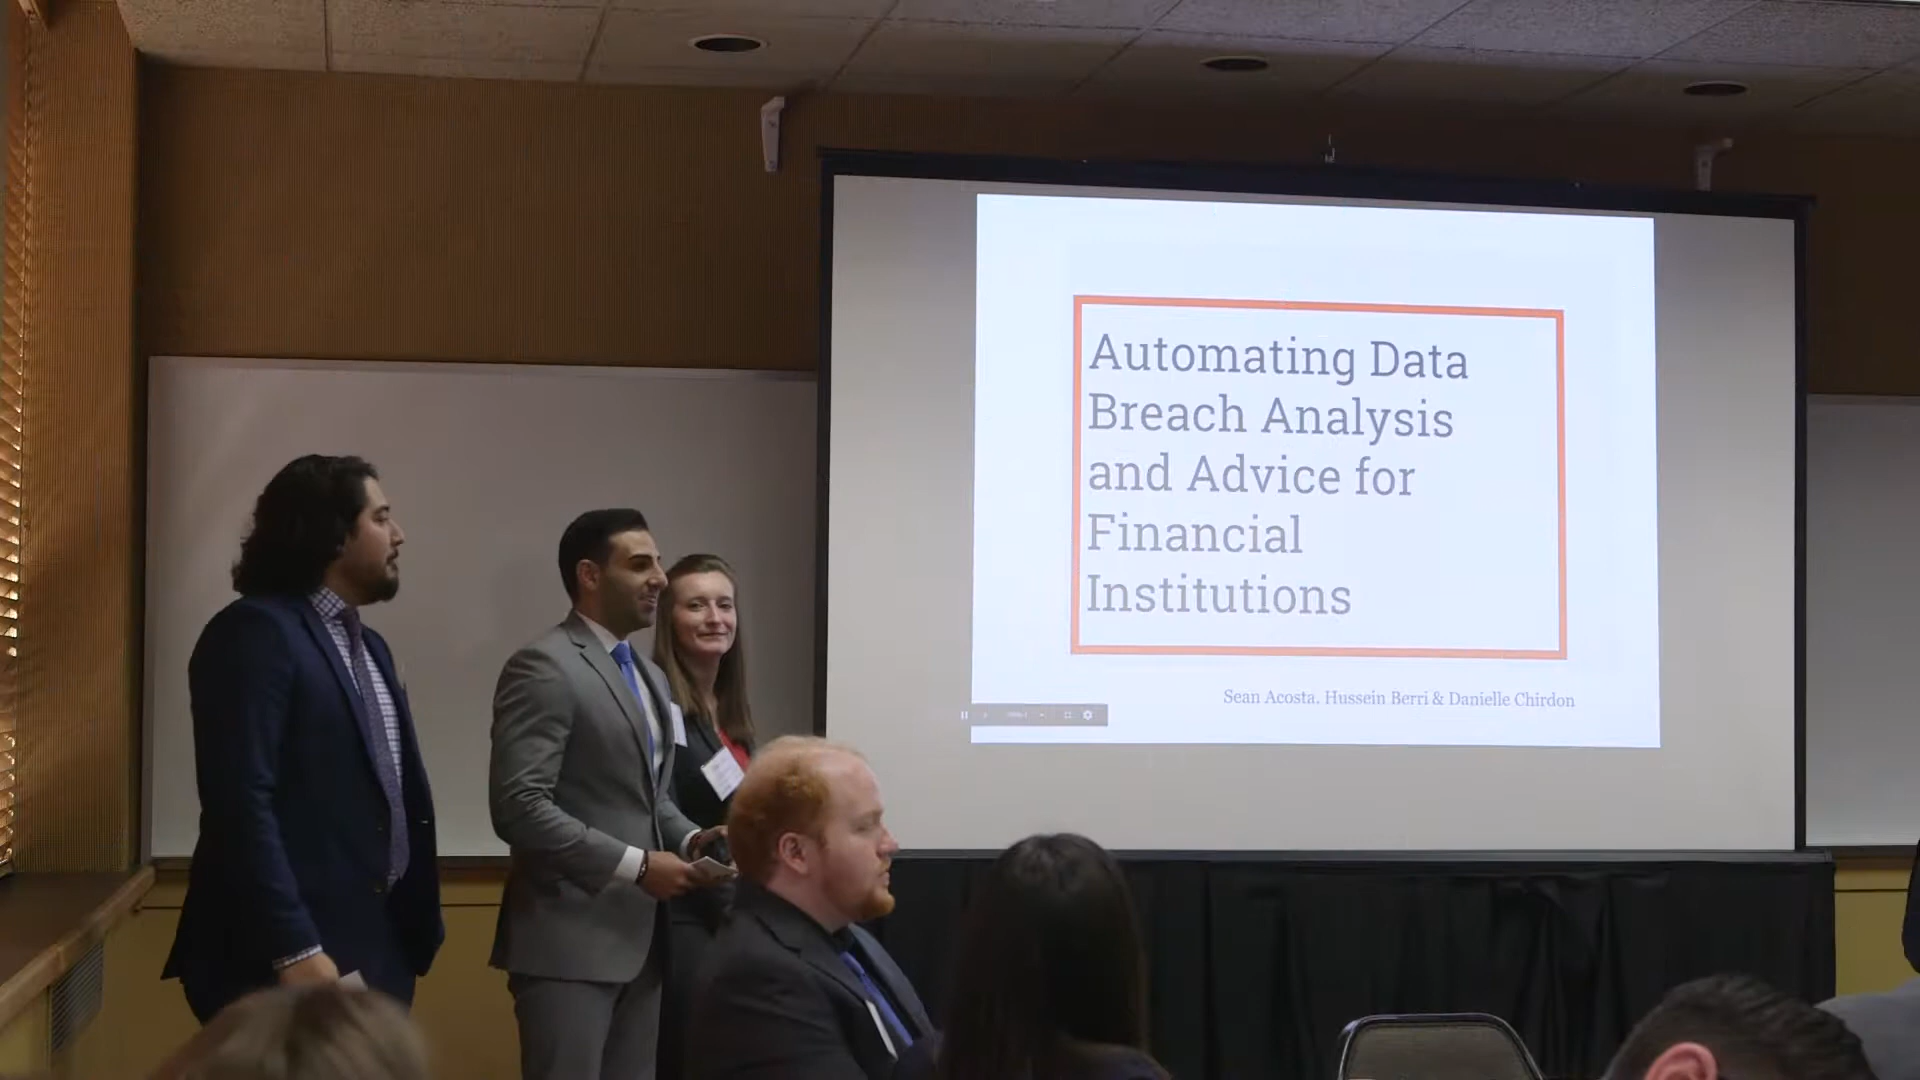 Automating Data
Breach Analysis
and Advice for
Financial
Institutions
Sean Acosta, Hussein Berri & Danielle Chirdon